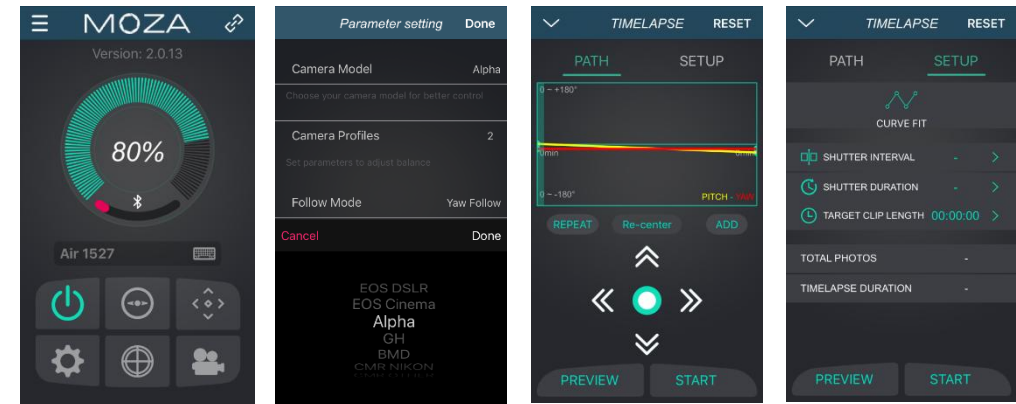 MOZA
Version: 2.0.13
80%
Air 1527
Parameter setting Done
Camera Model Alpha
Choose your camera model for better control
Camera Profiles 2
Set parameters to adjust balance
Follow Mode Yaw Follow
Cancel Done
EOS DSLR
EOS Cinema
Alpha
GH
BMD
CMR NIKON
TIMELAPSE RESET
PATH SETUP
0 ~ +180°
0min 0min
0 ~ -180°
PITCH - YAW
REPEAT Re-center ADD
PREVIEW START
TIMELAPSE RESET
PATH SETUP
CURVE FIT
SHUTTER INTERVAL - >
SHUTTER DURATION - >
TARGET CLIP LENGTH 00:00:00 >
TOTAL PHOTOS -
TIMELAPSE DURATION -
PREVIEW START